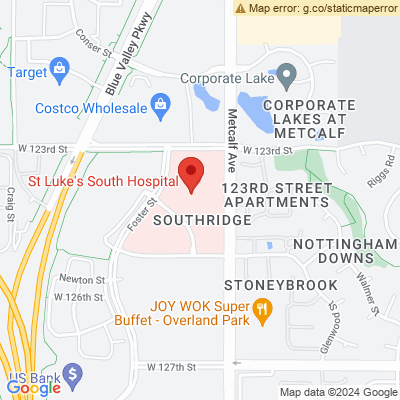 Map error: g.co/staticmaperror
Conser St
Blue Valley Pkwy
Target
Corporate Lake
Costco Wholesale
Metcalf Ave
CORPORATE
LAKES AT
METCALF
W 123rd St
W 123rd St
Riggs Rd
St Luke's South Hospital
123RD STREET
APARTMENTS
Craig St
Foster St
SOUTHRIDGE
NOTTINGHAM
DOWNS
Newton St
W 126th St
STONEYBROOK
Walmer St
Glenwood St
JOY WOK Super
Buffet - Overland Park
W 127th St
US Bank
Google
Map data ©2024 Google